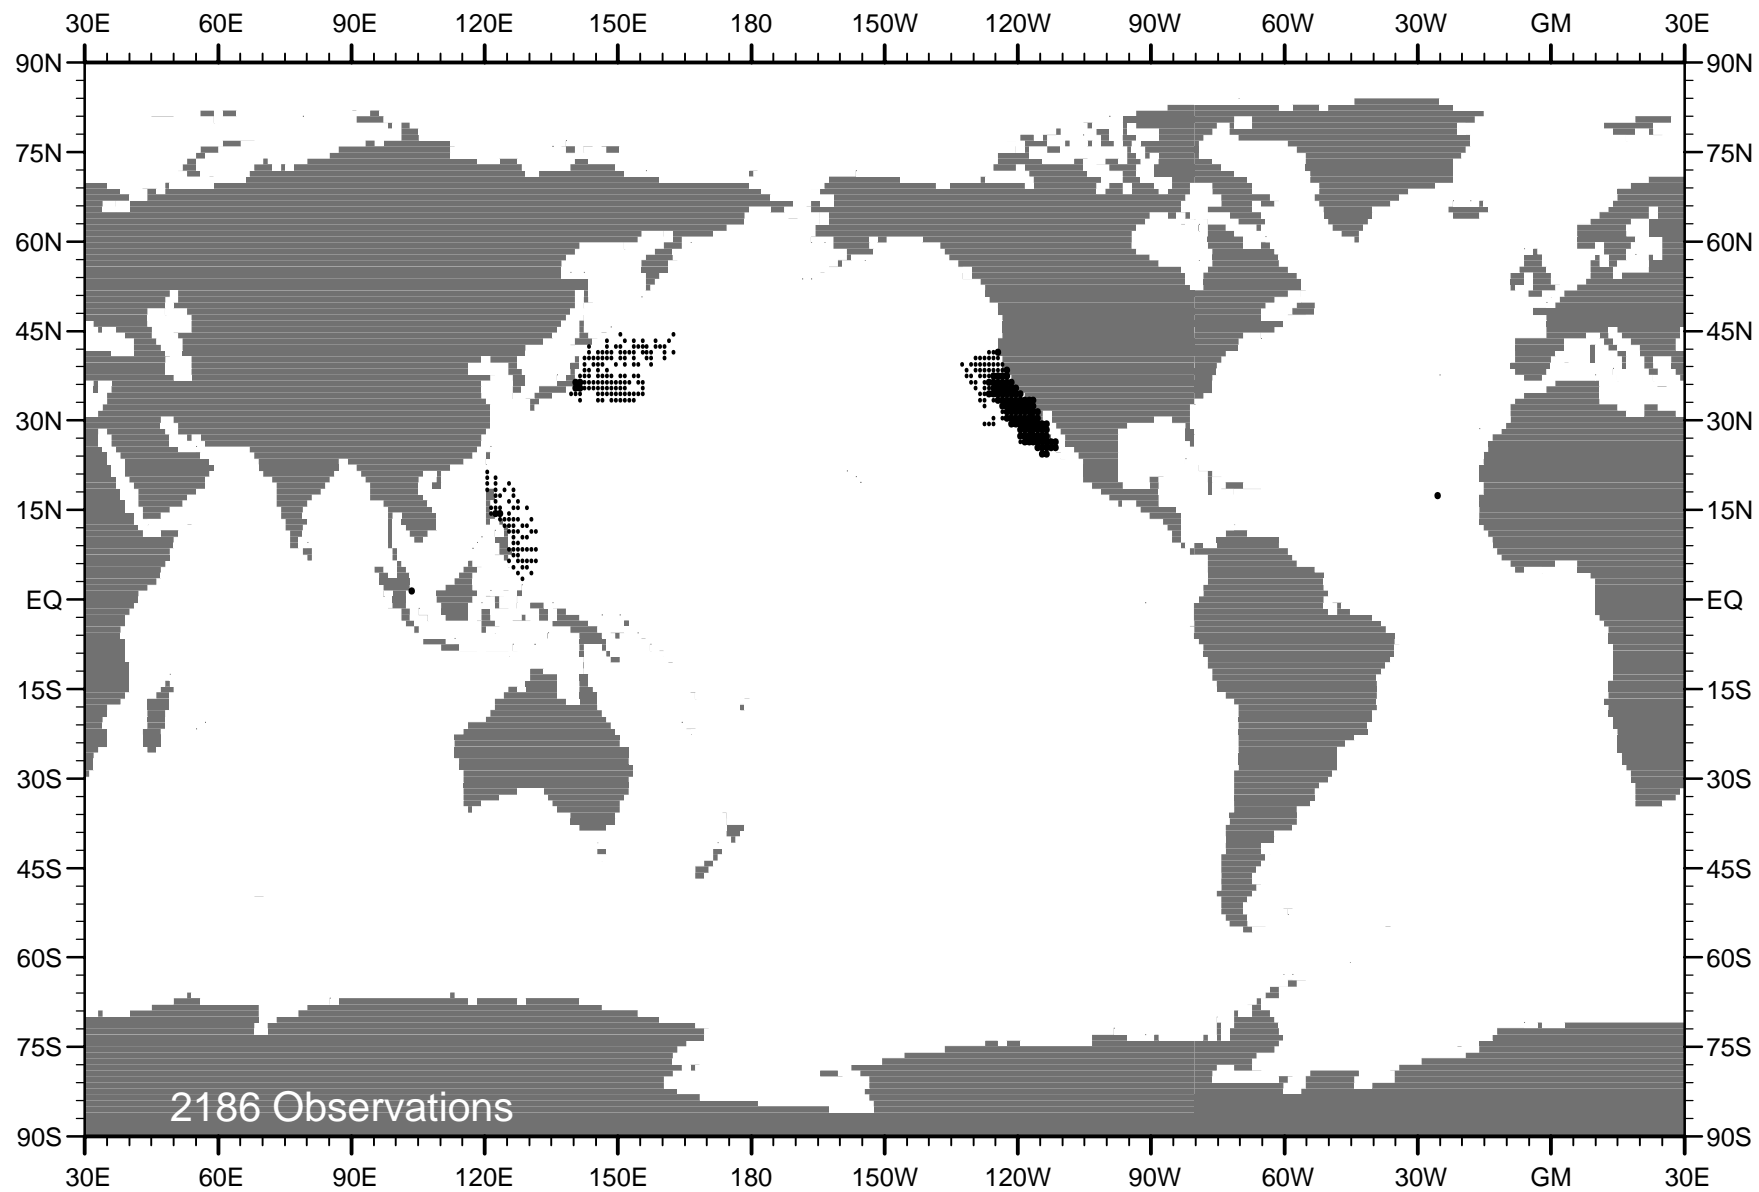 30E 60E 90E 120E 150E 180 150W 120W 90W 60W 30W GM 30E
90N 90N
75N 75N
60N 60N
45N 45N
30N 30N
15N 15N
EQ EQ
15S 15S
30S 30S
45S 45S
60S 60S
75S 75S
2186 Observations
90S 90S
30E 60E 90E 120E 150E 180 150W 120W 90W 60W 30W GM 30E